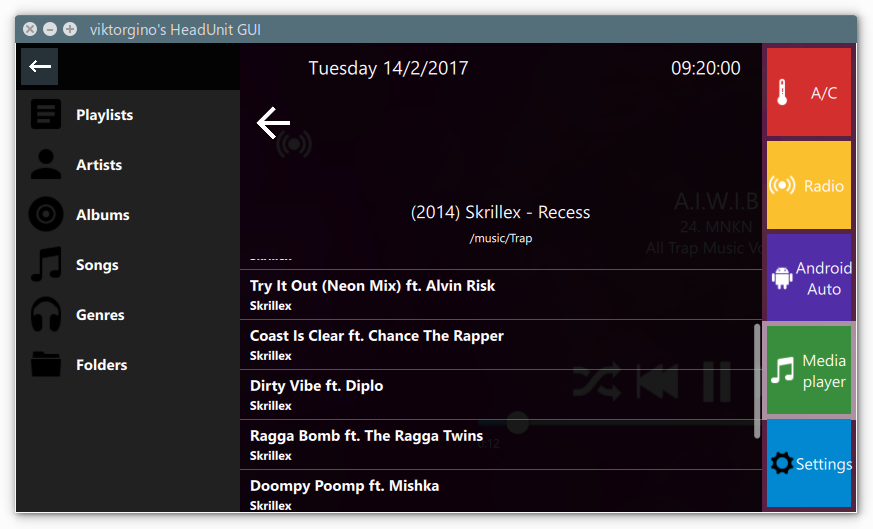 viktorgino's HeadUnit GUI
Tuesday 14/2/2017
09:20:00
Playlists
Artists
Albums
Songs
Genres
Folders
(2014) Skrillex - Recess
/music/Trap
A.I.W.I.B
24. MNKN
All Trap Music Vo
Skrillex
Try It Out (Neon Mix) ft. Alvin Risk
Skrillex
Coast Is Clear ft. Chance The Rapper
Skrillex
Dirty Vibe ft. Diplo
Skrillex
Ragga Bomb ft. The Ragga Twins
Skrillex
Doompy Poomp ft. Mishka
Skrillex
A/C
Radio
Android
Auto
Media
player
Settings